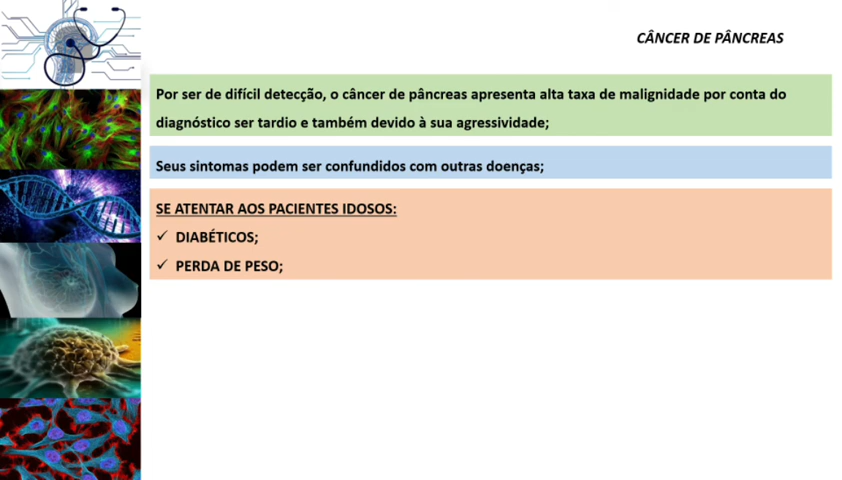 CÂNCER DE PÂNCREAS
Por ser de difícil detecção, o câncer de pâncreas apresenta alta taxa de malignidade por conta do
diagnóstico ser tardio e também devido à sua agressividade;
Seus sintomas podem ser confundidos com outras doenças;
SE ATENTAR AOS PACIENTES IDOSOS:
✓ DIABÉTICOS;
✓ PERDA DE PESO;